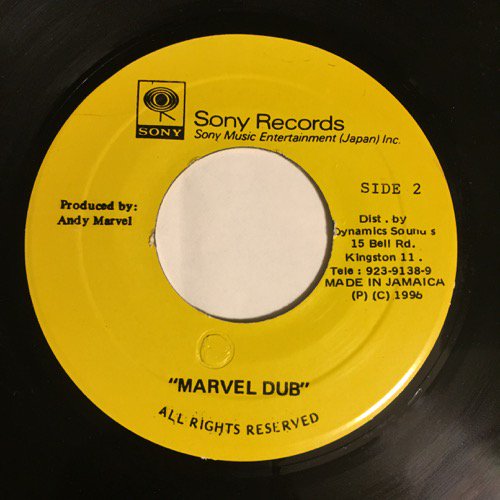 SONY
Sony Records
Sony Music Entertainment (Japan) Inc.
SIDE 2
Produced by:
Andy Marvel
Dist . by
Dynamics Sounds
15 Bell Rd.
Kingston 11 .
Tele : 923-9138-9
MADE IN JAMAICA
(P) (C) 1996
"MARVEL DUB"
ALL RIGHTS RESERVED